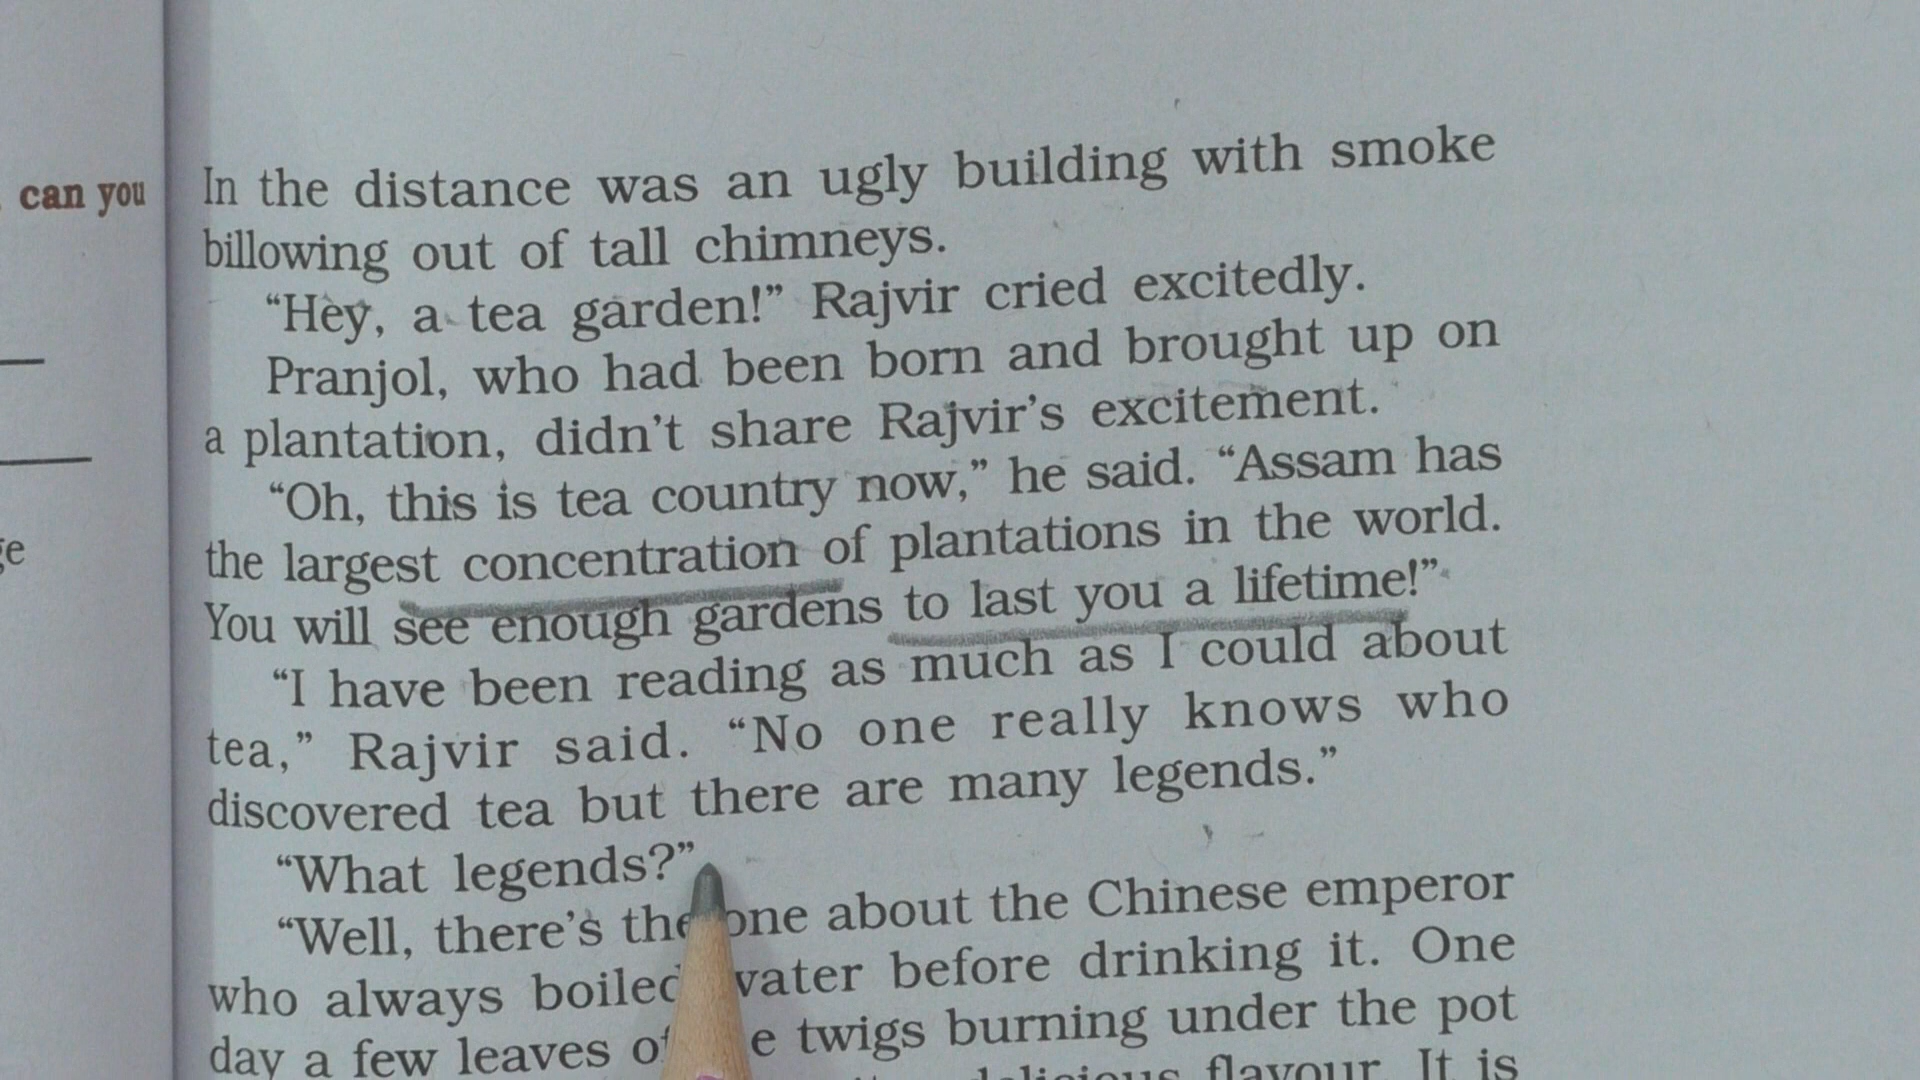 can you
ge
In the distance was an ugly building with smoke
billowing out of tall chimneys.
“Hey, a tea garden!” Rajvir cried excitedly.
Pranjol, who had been born and brought up on
a plantation, didn’t share Rajvir’s excitement.
“Oh, this is tea country now,” he said. “Assam has
the largest concentration of plantations in the world.
You will see enough gardens to last you a lifetime!”
“I have been reading as much as I could about
tea,” Rajvir said. “No one really knows who
discovered tea but there are many legends.”
“What legends?”
“Well, there’s the one about the Chinese emperor
who always boiled water before drinking it. One
day a few leaves of twigs burning under the pot
delicious flavour. It is